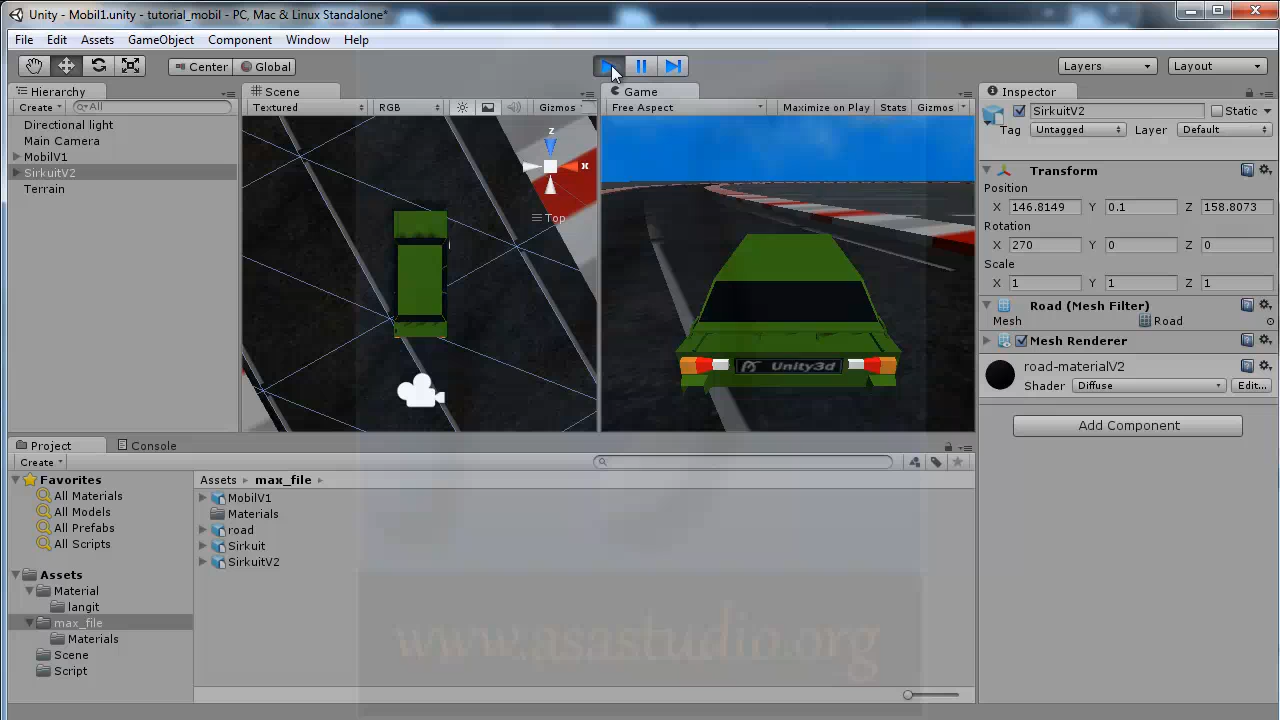 Unity - Mobil1.unity - tutorial_mobil - PC, Mac & Linux Standalone*
File Edit Assets GameObject Component Window Help
Center Global Layers Layout
Hierarchy
Create All
Directional light
Main Camera
MobilV1
SirkuitV2
Terrain
Scene
Textured RGB Gizmos
z
x
Top
Game
Free Aspect Maximize on Play Stats Gizmos
Unity3d
Inspector
SirkuitV2 Static
Tag Untagged Layer Default
Transform
Position
X 146.8149 Y 0.1 Z 158.8073
Rotation
X 270 Y 0 Z 0
Scale
X 1 Y 1 Z 1
Road (Mesh Filter)
Mesh Road
Mesh Renderer
road-materialV2
Shader Diffuse Edit...
Add Component
Project Console
Create
Favorites
All Materials
All Models
All Prefabs
All Scripts
Assets
Material
langit
max_file
Materials
Scene
Script
Assets max_file
MobilV1
Materials
road
Sirkuit
SirkuitV2
www.asastudio.org